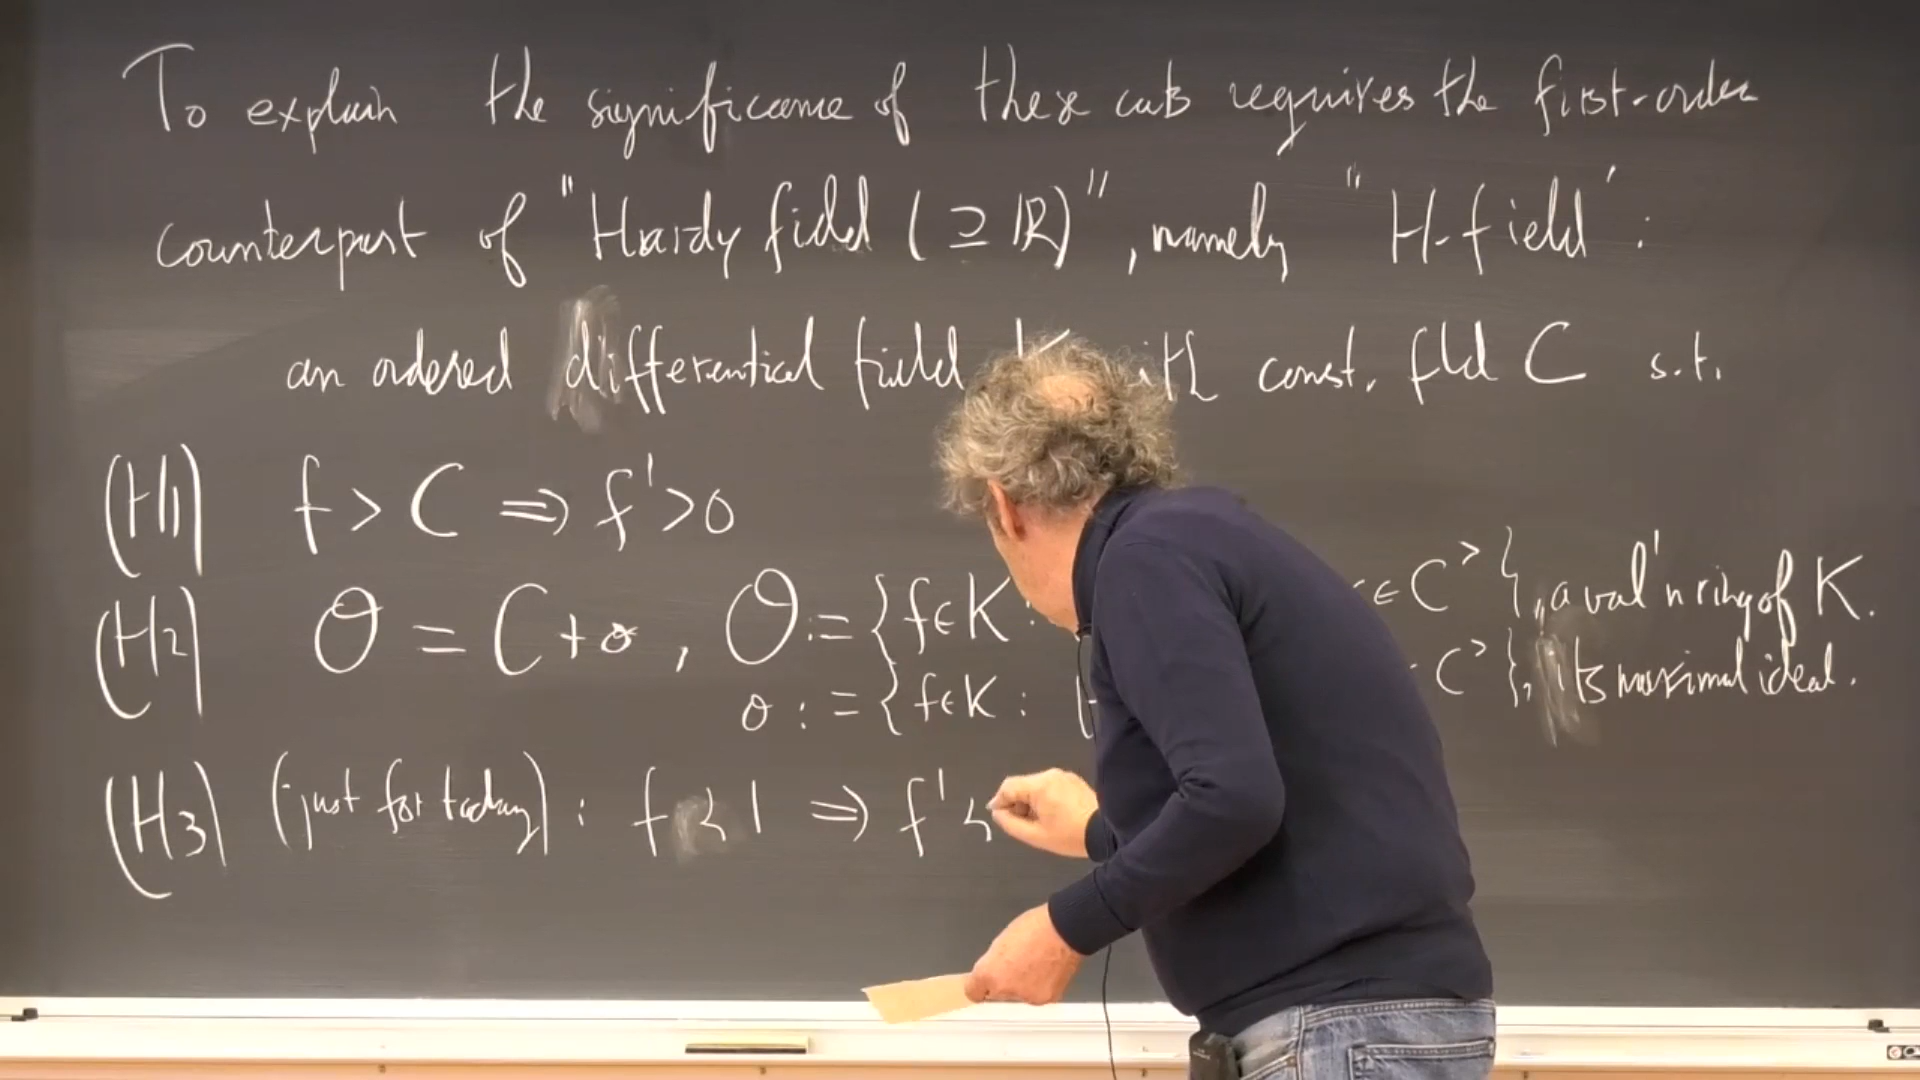 To explain the significance of these cuts requires the first-order
counterpart of "Hardy field (⊇ ℝ)", namely "H-field":
an ordered differential field K with const. fld C s.t.
(H1) f > C ⇒ f' > 0
(H2) O = C + o, O := {f ∈ K : ∈ C^>}, a val'n ring of K.
o := {f ∈ K : | C^>}, its maximal ideal.
(H3) (just for today) : f ≺ 1 ⇒ f' ≺